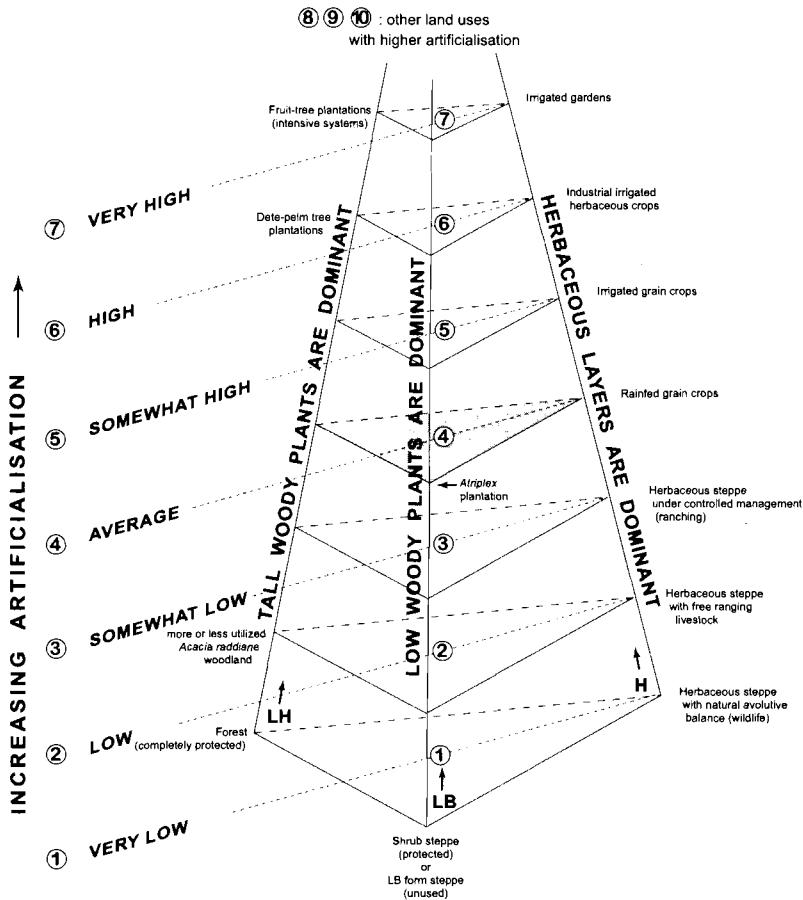 ⑧ ⑨ ⑩ : other land uses
with higher artificialisation
Fruit-tree plantations
(intensive systems)
⑦
Irrigated gardens
⑦ VERY HIGH
Dete-pelm tree
plantations
⑥
Industrial irrigated
herbaceous crops
⑥ HIGH
⑤
Irrigated grain crops
⑤ SOMEWHAT HIGH
④
Rainfed grain crops
④ AVERAGE
Atriplex
plantation
③
Herbaceous steppe
under controlled management
(ranching)
③ SOMEWHAT LOW
more or less utilized
Acacia raddiane
woodland
②
Herbaceous steppe
with free ranging
livestock
② LOW
Forest
(completely protected)
①
Herbaceous steppe
with natural avolutive
balance (wildlife)
① VERY LOW
Shrub steppe
(protected)
or
LB form steppe
(unused)
LH
LB
H
INCREASING ARTIFICIALISATION
TALL WOODY PLANTS ARE DOMINANT
LOW WOODY PLANTS ARE DOMINANT
HERBACEOUS LAYERS ARE DOMINANT